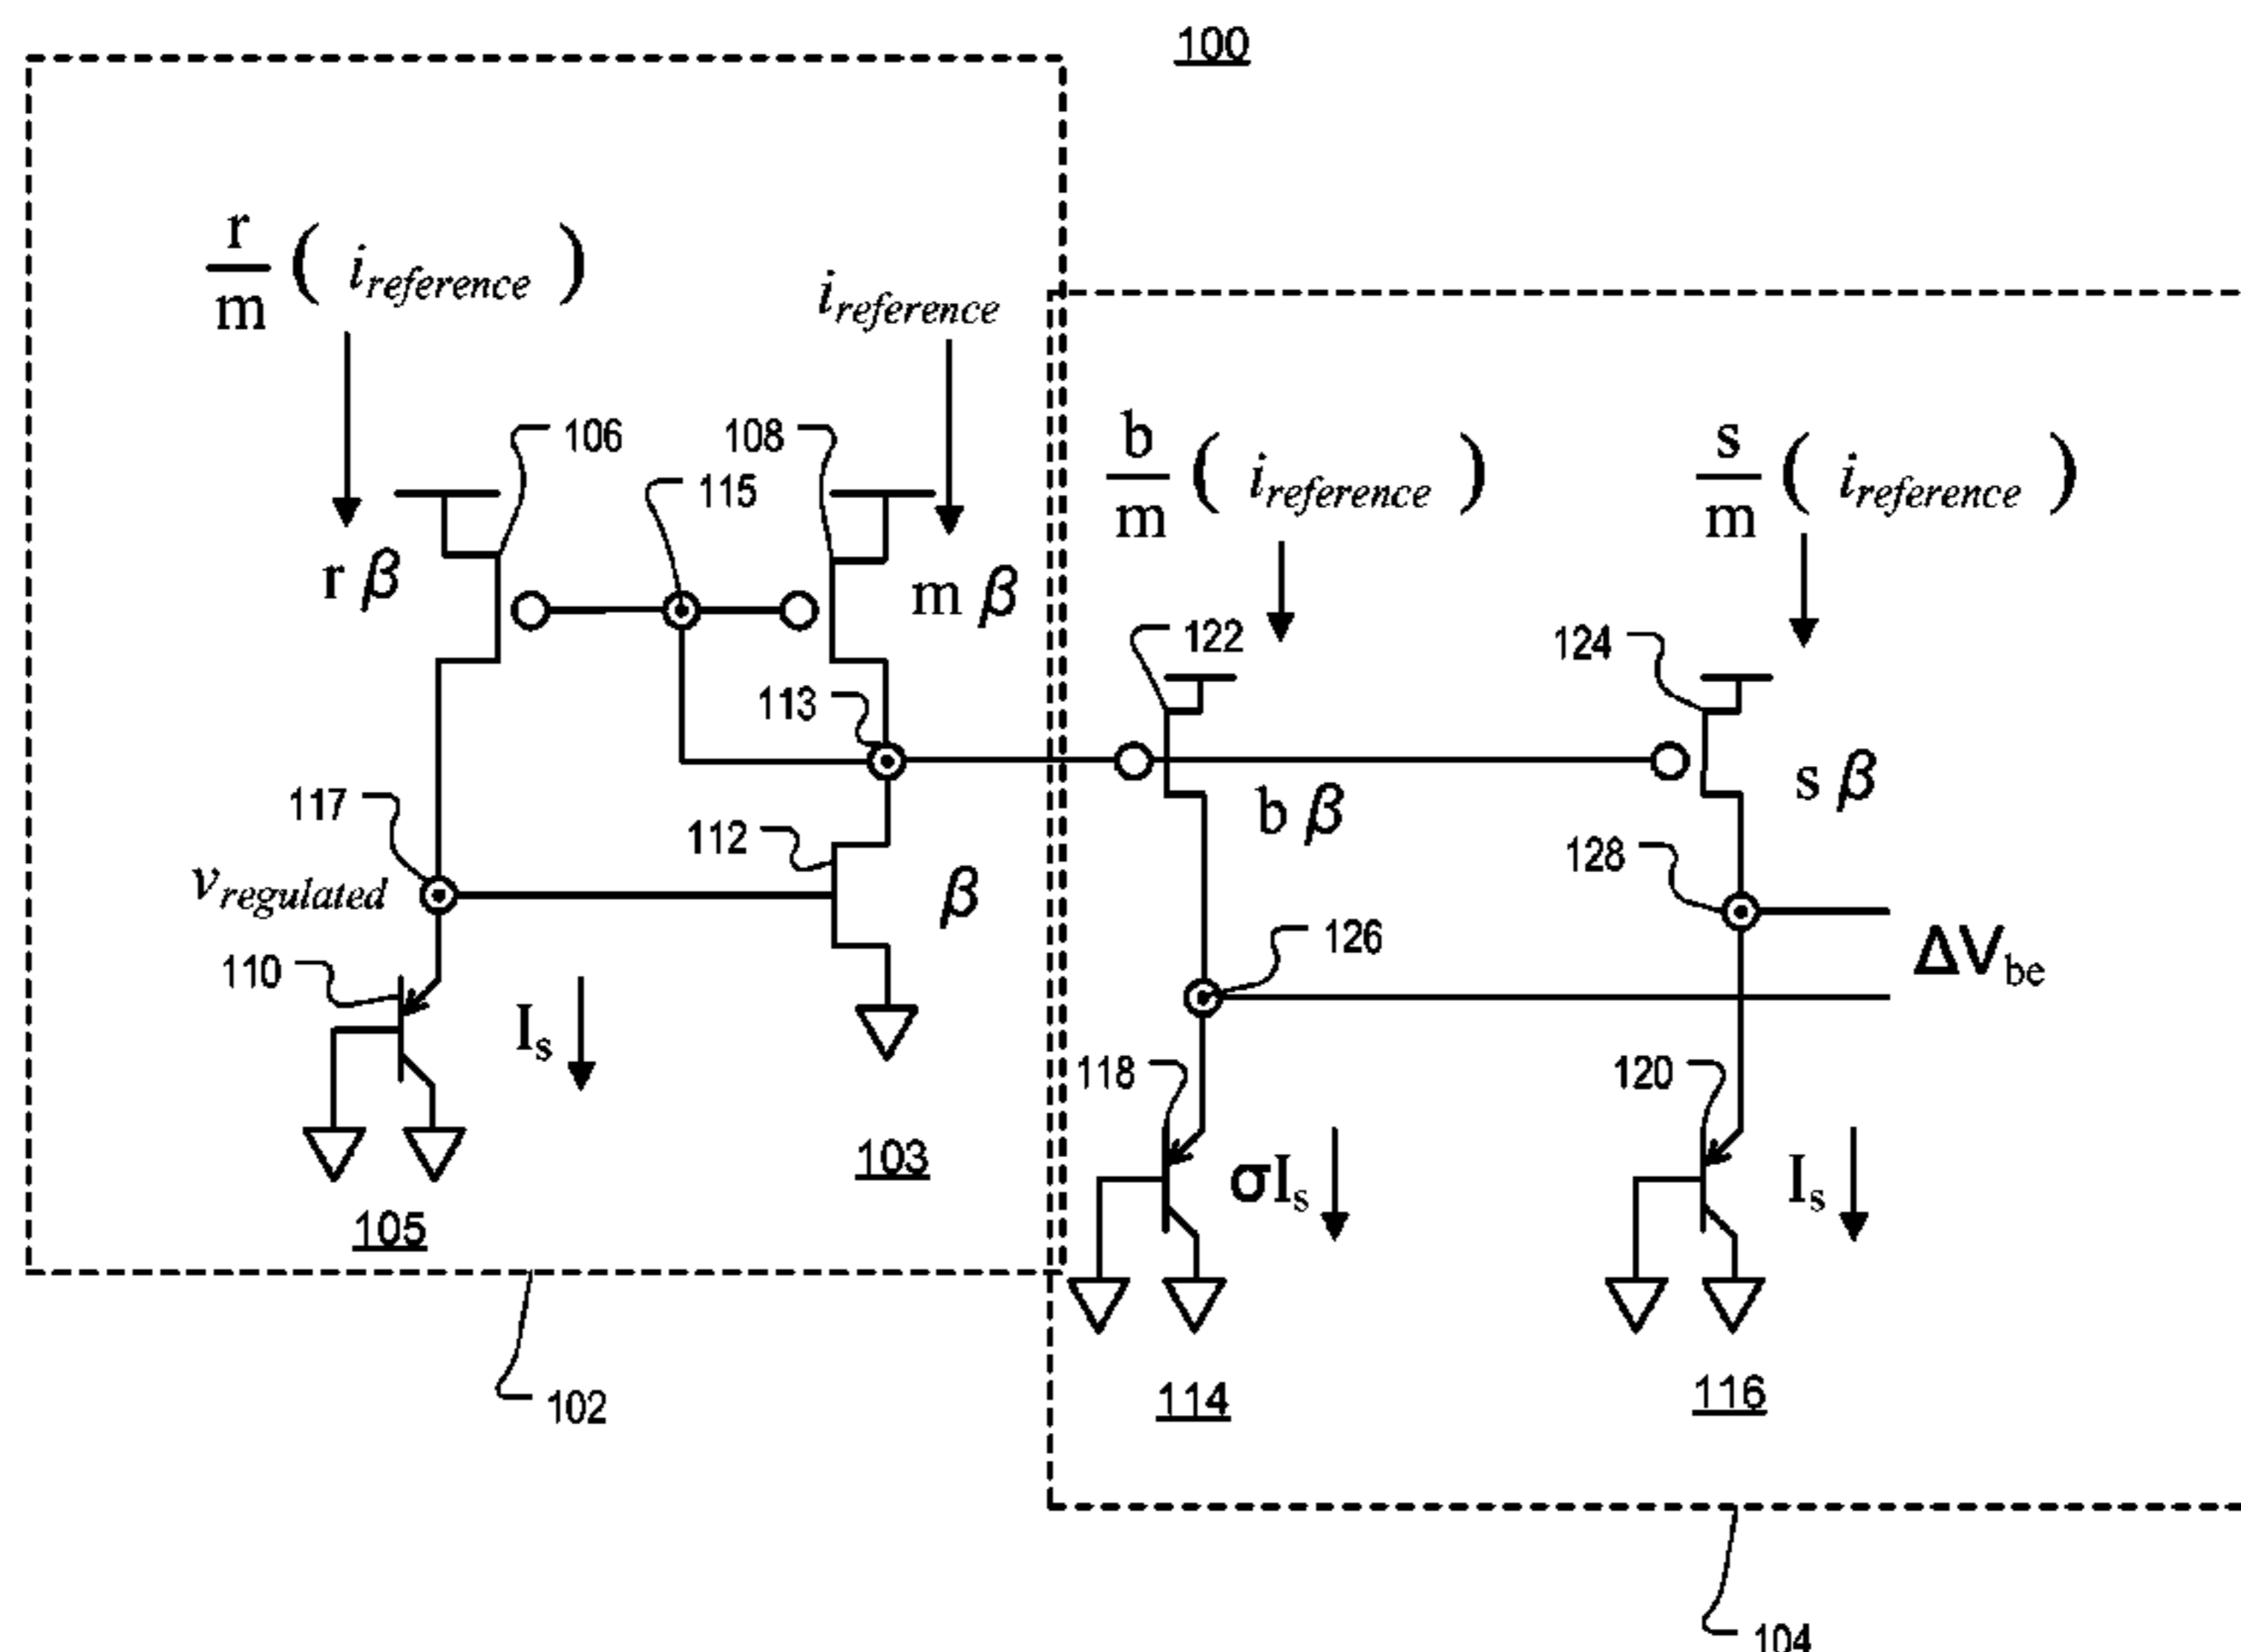 100
r/m ( i_reference )
i_reference
106
108
115
b/m ( i_reference )
s/m ( i_reference )
r β
m β
122
124
113
117
112
b β
s β
128
v_regulated
β
126
ΔV_be
110
I_s
118
120
103
σI_s
I_s
105
114
116
102
104